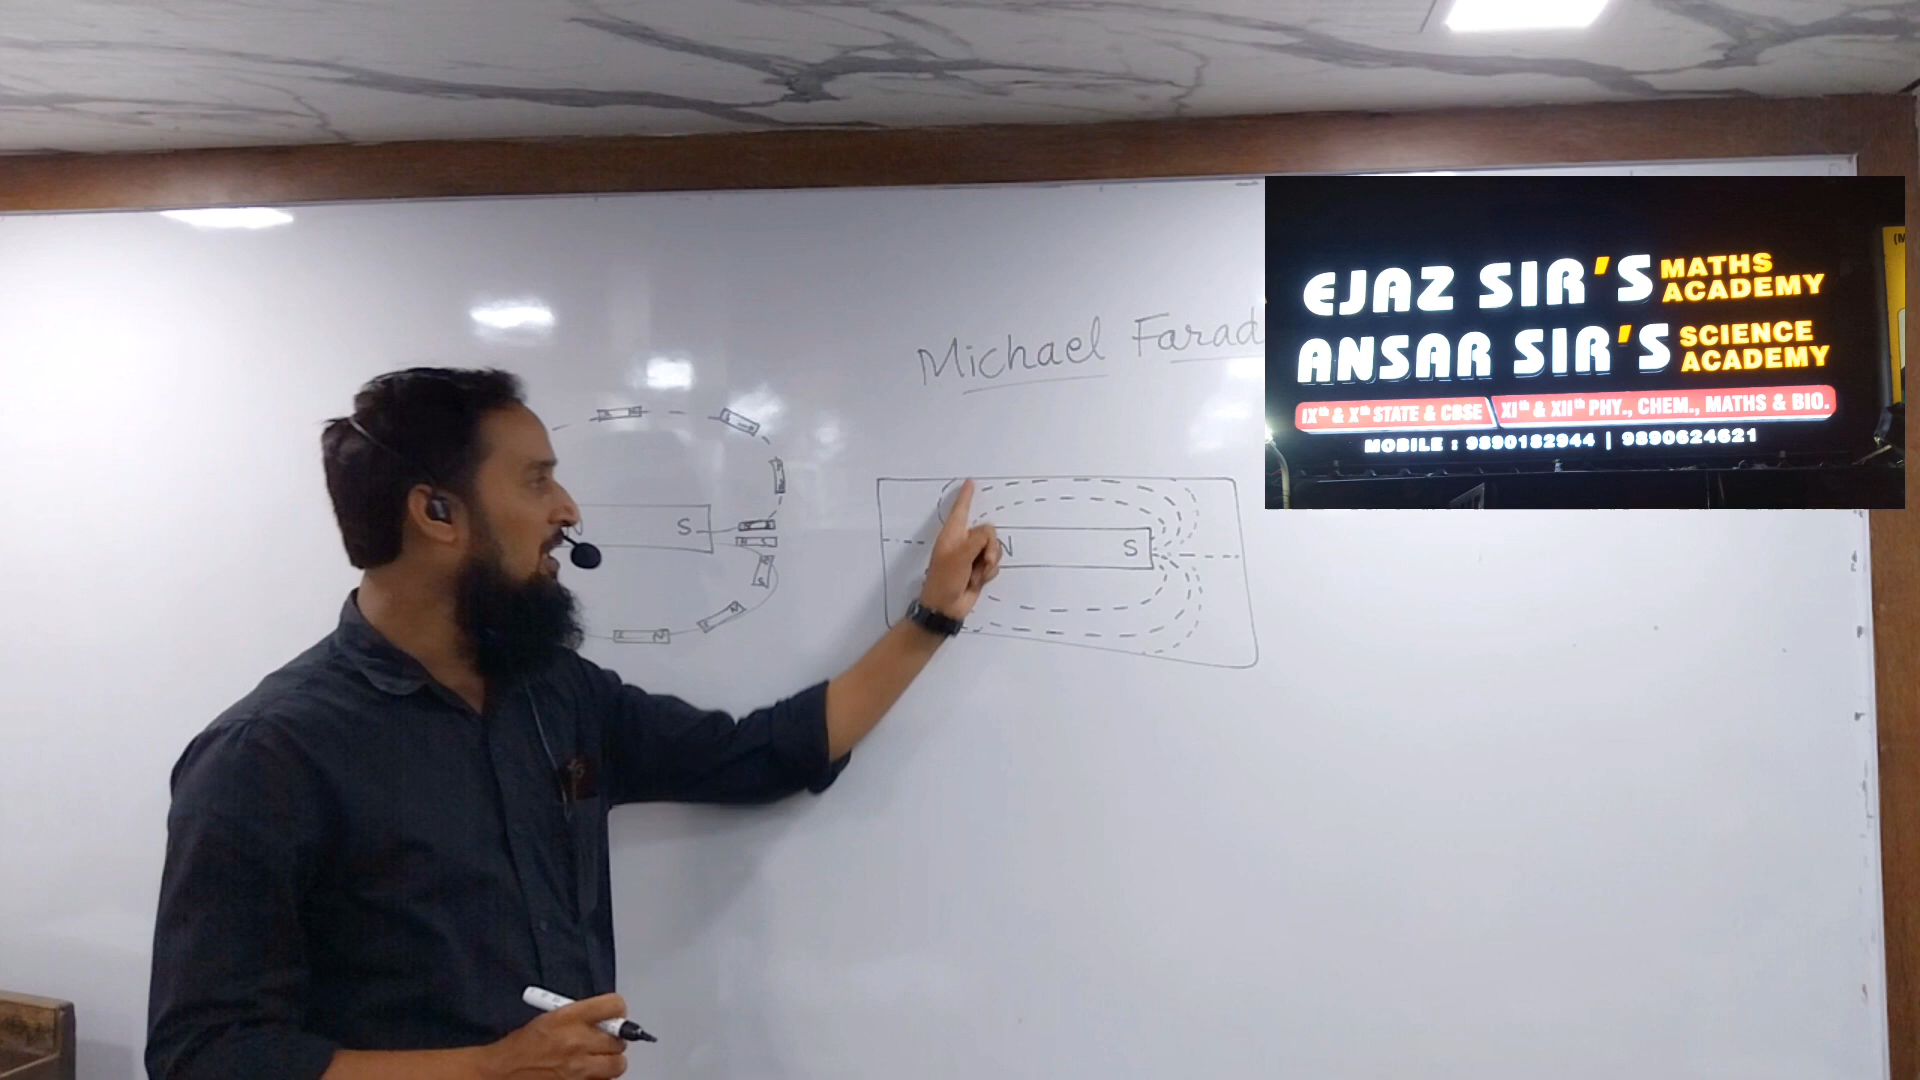 Michael Farad
S
N S
EJAZ SIR'S MATHS ACADEMY
ANSAR SIR'S SCIENCE ACADEMY
IXth & Xth STATE & CBSE XIth & XIIth PHY., CHEM., MATHS & BIO.
MOBILE : 9890182944 | 9890624621